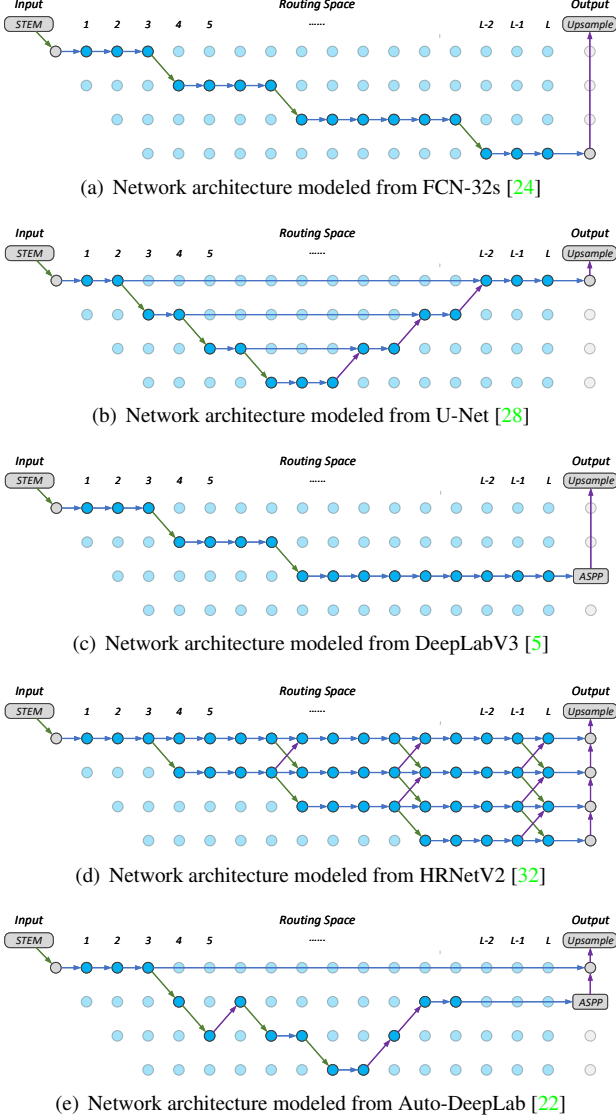 Input Routing Space Output
STEM 1 2 3 4 5 ...... L-2 L-1 L Upsample
(a) Network architecture modeled from FCN-32s [24]
Input Routing Space Output
STEM 1 2 3 4 5 ...... L-2 L-1 L Upsample
(b) Network architecture modeled from U-Net [28]
Input Routing Space Output
STEM 1 2 3 4 5 ...... L-2 L-1 L Upsample
ASPP
(c) Network architecture modeled from DeepLabV3 [5]
Input Routing Space Output
STEM 1 2 3 4 5 ...... L-2 L-1 L Upsample
(d) Network architecture modeled from HRNetV2 [32]
Input Routing Space Output
STEM 1 2 3 4 5 ...... L-2 L-1 L Upsample
ASPP
(e) Network architecture modeled from Auto-DeepLab [22]